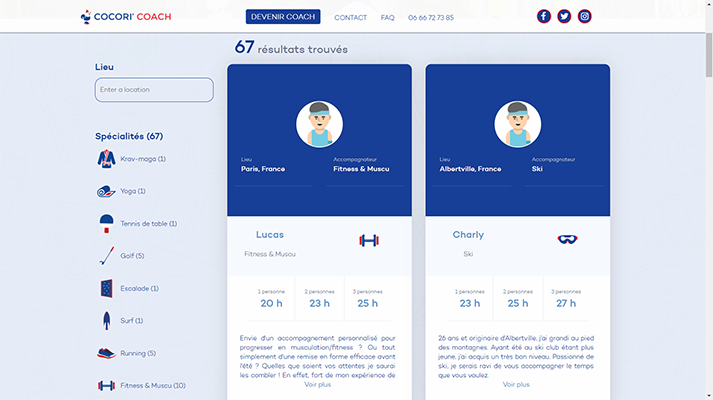 COCORI' COACH
DEVENIR COACH
CONTACT
FAQ
06 66 72 73 85
67 résultats trouvés
Lieu
Enter a location
Spécialités (67)
Krav-maga (1)
Yoga (1)
Tennis de table (1)
Golf (5)
Escalade (1)
Surf (1)
Running (5)
Fitness & Muscu (10)
Lieu
Paris, France
Accompagnateur
Fitness & Muscu
Lucas
Fitness & Muscu
1 personne
20 h
2 personnes
23 h
3 personnes
25 h
Envie d'un accompagnement personnalisé pour
progresser en musculation/fitness ? Ou tout
simplement d'une remise en forme efficace avant
l'été ? Quelles que soient vos attentes je saurai
les combler ! En effet, fort de mon expérience de
Voir plus
Lieu
Albertville, France
Accompagnateur
Ski
Charly
Ski
1 personne
23 h
2 personnes
25 h
3 personnes
27 h
26 ans et originaire d'Albertville, j'ai grandi au pied
des montagnes. Ayant été au ski club étant plus
jeune, j'ai acquis un très bon niveau. Passionné de
ski, je serais ravi de vous accompagner le temps
que vous voulez.
Voir plus